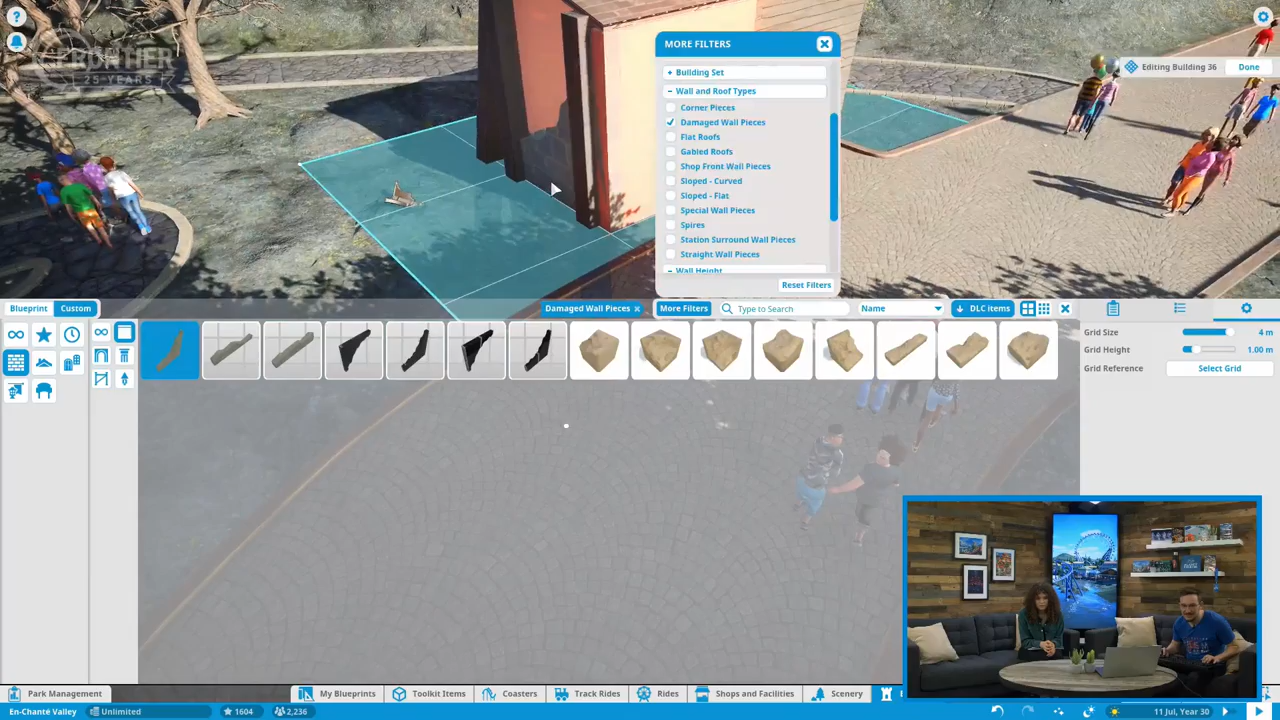 ?
FRONTIER
25 YEARS
MORE FILTERS
+ Building Set
- Wall and Roof Types
Corner Pieces
Damaged Wall Pieces
Flat Roofs
Gabled Roofs
Shop Front Wall Pieces
Sloped - Curved
Sloped - Flat
Special Wall Pieces
Spires
Station Surround Wall Pieces
Straight Wall Pieces
- Wall Height
Reset Filters
Editing Building 36
Done
Blueprint
Custom
Damaged Wall Pieces ×
More Filters
Type to Search
Name
DLC items
Grid Size
4 m
Grid Height
1.00 m
Grid Reference
Select Grid
Park Management
My Blueprints
Toolkit Items
Coasters
Track Rides
Rides
Shops and Facilities
Scenery
En-Chanté Valley
Unlimited
1604
2,236
11 Jul, Year 30